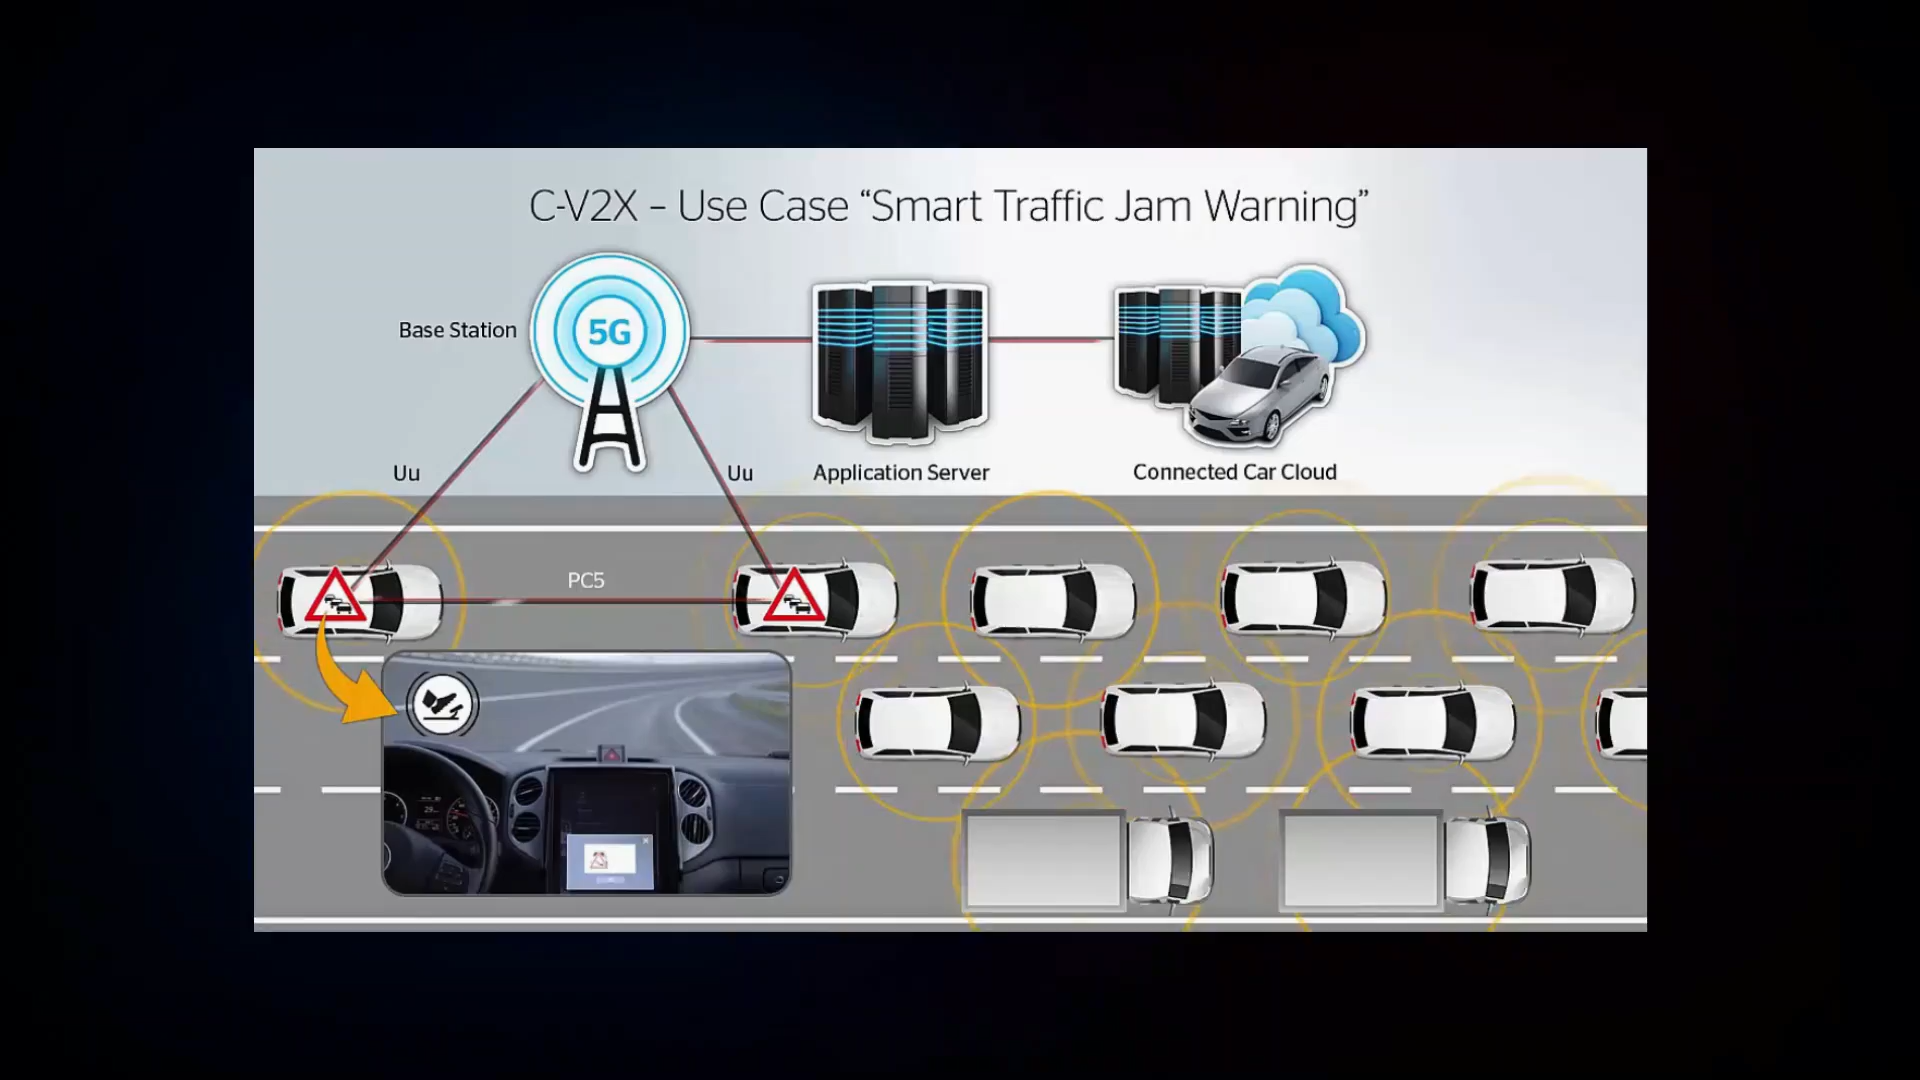 C-V2X – Use Case “Smart Traffic Jam Warning”
Base Station
5G
Uu
Uu
Application Server
Connected Car Cloud
PC5